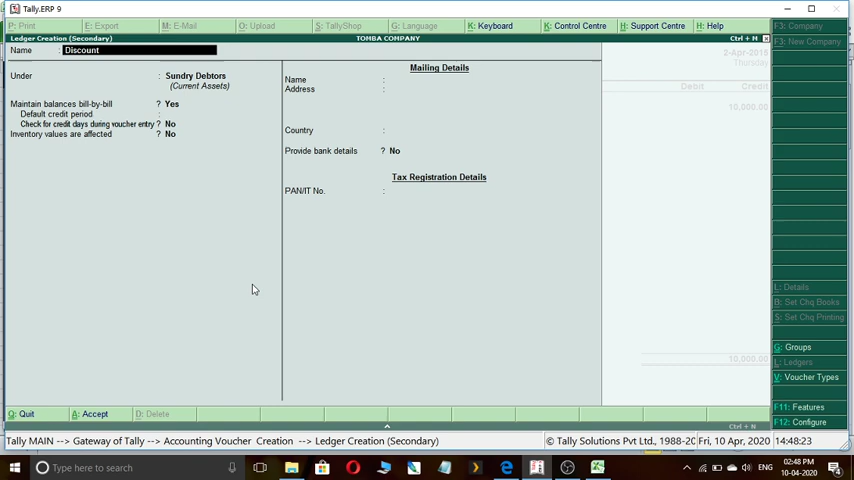 Tally.ERP 9
P: Print E: Export M: E-Mail O: Upload S: TallyShop G: Language K: Keyboard K: Control Centre H: Support Centre H: Help F3: Company
Ledger Creation (Secondary) TOMBA COMPANY Ctrl + M
F3: New Company
Name : Discount
2-Apr-2015
Thursday
Under : Sundry Debtors
(Current Assets)
Maintain balances bill-by-bill ? Yes
Default credit period :
Check for credit days during voucher entry ? No
Inventory values are affected ? No
Mailing Details
Name :
Address :
Country :
Provide bank details ? No
Tax Registration Details
PAN/IT No. :
Debit Credit
10,000.00
10,000.00
L: Details
B: Set Chq Books
S: Set Chq Printing
G: Groups
L: Ledgers
V: Voucher Types
F11: Features
F12: Configure
Q: Quit A: Accept D: Delete
Ctrl + N
Tally MAIN --> Gateway of Tally --> Accounting Voucher Creation --> Ledger Creation (Secondary) © Tally Solutions Pvt Ltd., 1988-20 Fri, 10 Apr, 2020 14:48:23
Type here to search
ENG
02:48 PM
10-04-2020
4